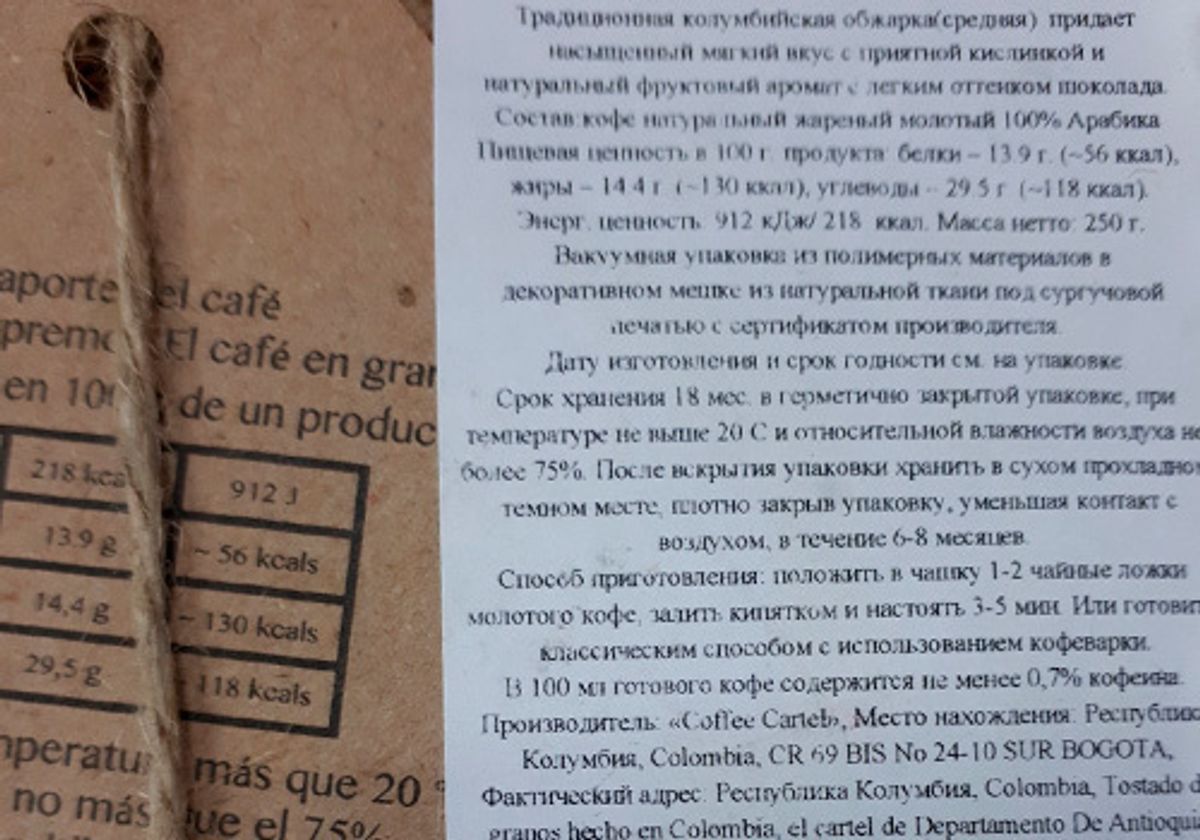 aporte el café
El café en
en de un
218
912 J
13.9 g
~ 56 kcals
14,4 g
~ 130 kcals
29,5 g
118 kcals
más que 20
no más que el 75%
Традиционная колумбийская обжарка(средняя) придает
насыщенный мягкий вкус с приятной кислинкой и
натуральный фруктовый аромат с легким оттенком шоколада.
Состав:кофе натуральный жареный молотый 100% Арабика
Пищевая ценность в 100 г. продукта: белки – 13.9 г. (~56 ккал),
жиры – 14.4 г. (~130 ккал), углеводы – 29.5 г. (~118 ккал).
Энерг. ценность: 912 кДж/ 218 ккал. Масса нетто: 250 г.
Вакуумная упаковка из полимерных материалов в
декоративном мешке из натуральной ткани под сургучовой
печатью с сертификатом производителя.
Дату изготовления и срок годности см. на упаковке.
Срок хранения 18 мес. в герметично закрытой упаковке, при
температуре не выше 20 С и относительной влажности воздуха не
более 75%. После вскрытия упаковки хранить в сухом прохладном
темном месте, плотно закрыв упаковку, уменьшая контакт с
воздухом, в течение 6-8 месяцев.
Способ приготовления: положить в чашку 1-2 чайные ложки
молотого кофе, залить кипятком и настоять 3-5 мин. Или готовить
классическим способом с использованием кофеварки.
В 100 мл готового кофе содержится не менее 0,7% кофеина.
Производитель: «Coffee Cartel», Место нахождения: Республика
Колумбия, Colombia, CR 69 BIS No 24-10 SUR BOGOTA,
Фактический адрес: Республика Колумбия, Colombia, Tostado d
granos hecho en Colombia, el cartel de Departamento De Antioqui